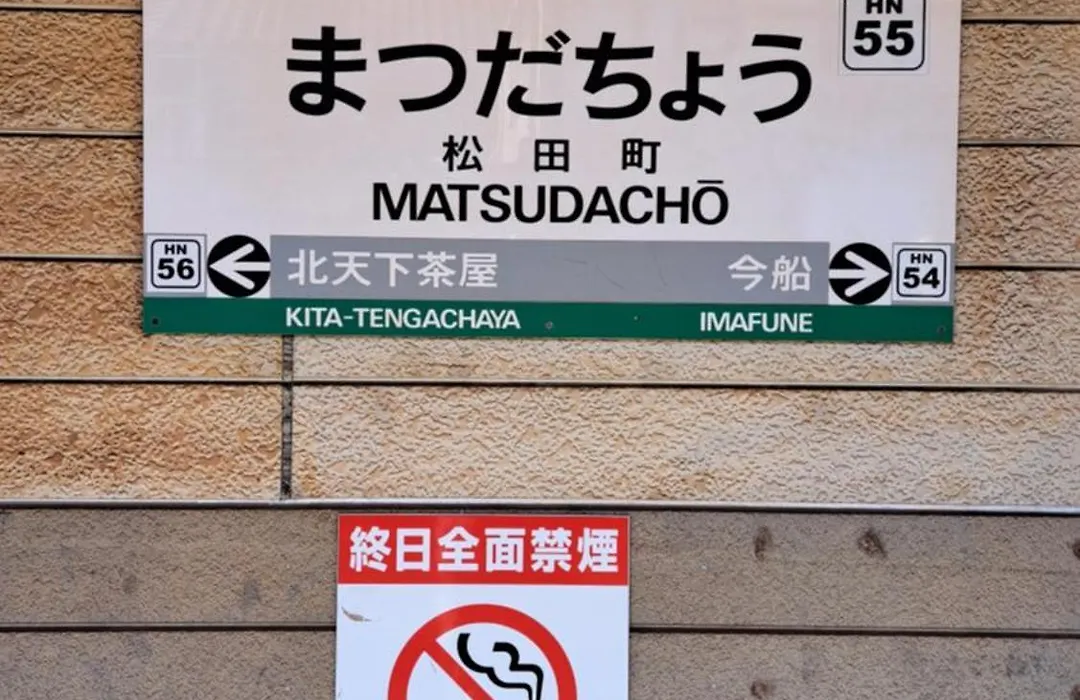 HN
55
まつだちょう
松田町
MATSUDACHŌ
HN
56
北天下茶屋
今船
HN
54
KITA-TENGACHAYA
IMAFUNE
終日全面禁煙